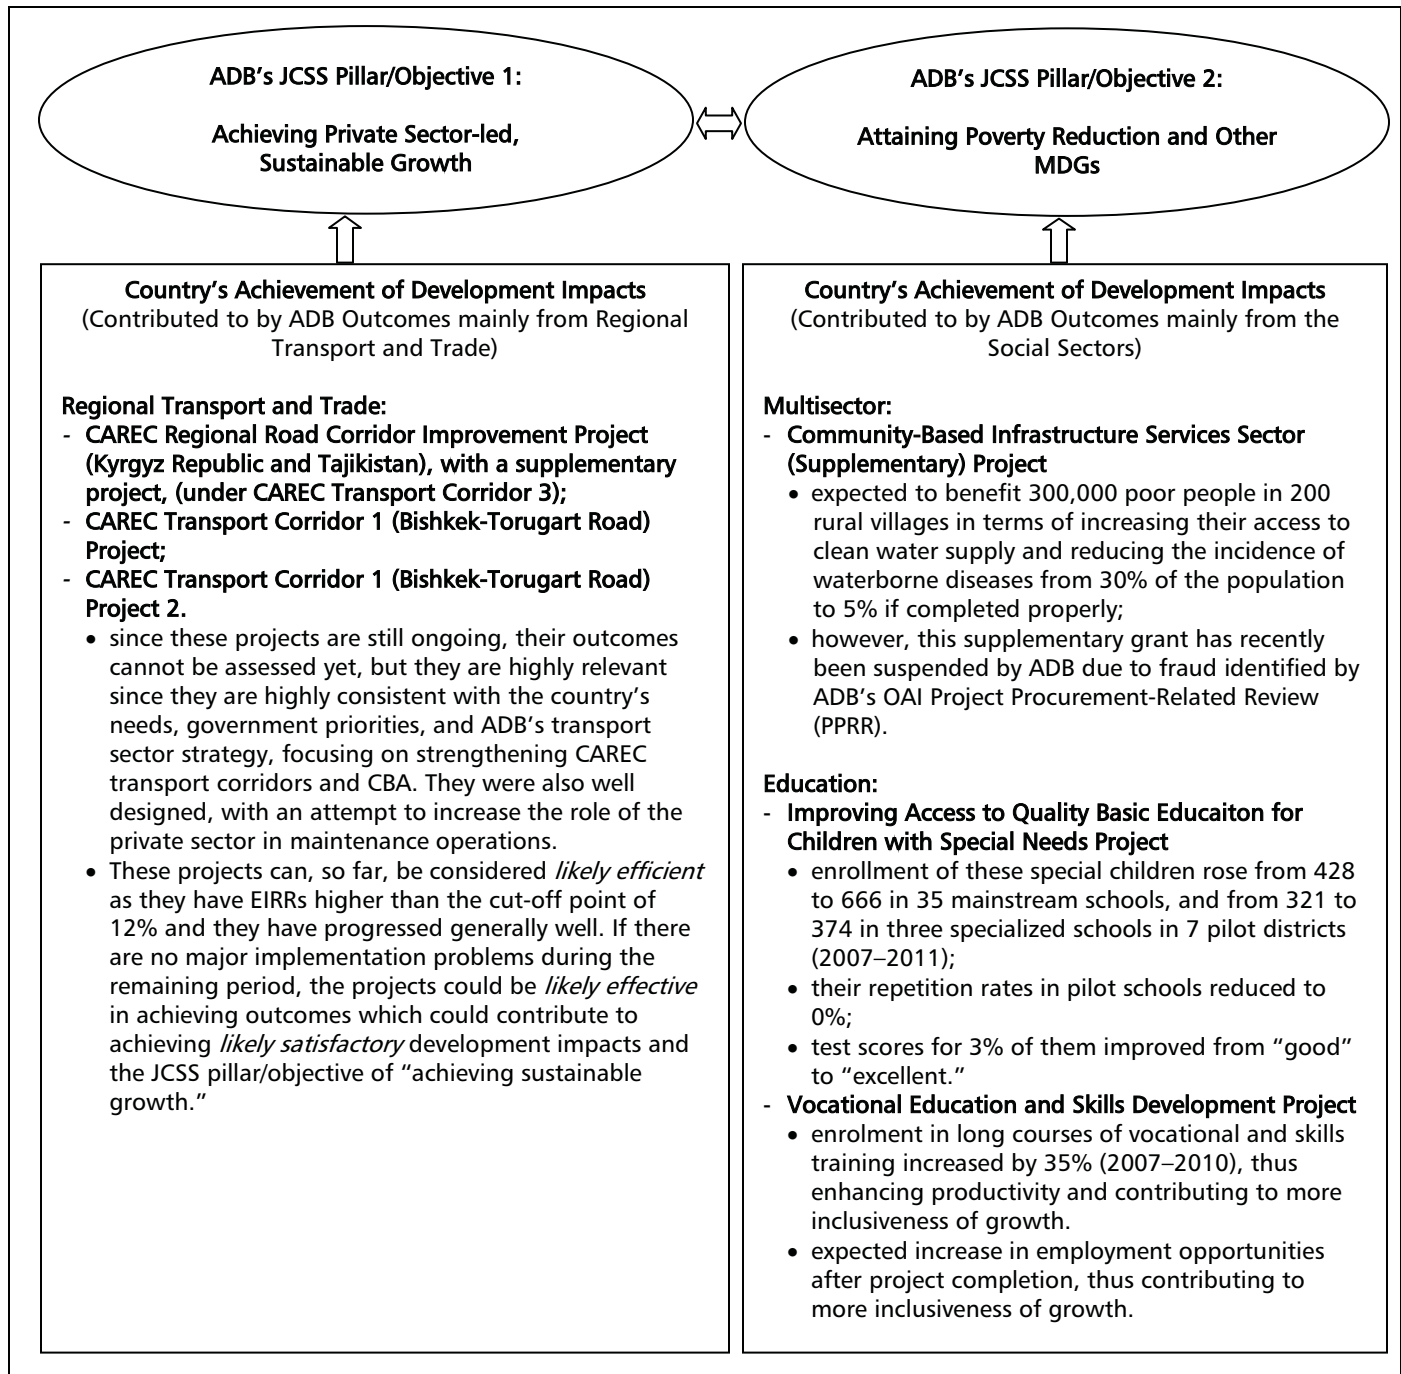 ADB's JCSS Pillar/Objective 1:
Achieving Private Sector-led,
Sustainable Growth
ADB's JCSS Pillar/Objective 2:
Attaining Poverty Reduction and Other
MDGs
Country's Achievement of Development Impacts
(Contributed to by ADB Outcomes mainly from Regional
Transport and Trade)
Regional Transport and Trade:
- CAREC Regional Road Corridor Improvement Project
(Kyrgyz Republic and Tajikistan), with a supplementary
project, (under CAREC Transport Corridor 3);
- CAREC Transport Corridor 1 (Bishkek-Torugart Road)
Project;
- CAREC Transport Corridor 1 (Bishkek-Torugart Road)
Project 2.
• since these projects are still ongoing, their outcomes
cannot be assessed yet, but they are highly relevant
since they are highly consistent with the country's
needs, government priorities, and ADB's transport
sector strategy, focusing on strengthening CAREC
transport corridors and CBA. They were also well
designed, with an attempt to increase the role of the
private sector in maintenance operations.
• These projects can, so far, be considered likely efficient
as they have EIRRs higher than the cut-off point of
12% and they have progressed generally well. If there
are no major implementation problems during the
remaining period, the projects could be likely effective
in achieving outcomes which could contribute to
achieving likely satisfactory development impacts and
the JCSS pillar/objective of "achieving sustainable
growth."
Country's Achievement of Development Impacts
(Contributed to by ADB Outcomes mainly from the
Social Sectors)
Multisector:
- Community-Based Infrastructure Services Sector
(Supplementary) Project
• expected to benefit 300,000 poor people in 200
rural villages in terms of increasing their access to
clean water supply and reducing the incidence of
waterborne diseases from 30% of the population
to 5% if completed properly;
• however, this supplementary grant has recently
been suspended by ADB due to fraud identified by
ADB's OAI Project Procurement-Related Review
(PPRR).
Education:
- Improving Access to Quality Basic Educaiton for
Children with Special Needs Project
• enrollment of these special children rose from 428
to 666 in 35 mainstream schools, and from 321 to
374 in three specialized schools in 7 pilot districts
(2007–2011);
• their repetition rates in pilot schools reduced to
0%;
• test scores for 3% of them improved from "good"
to "excellent."
- Vocational Education and Skills Development Project
• enrolment in long courses of vocational and skills
training increased by 35% (2007–2010), thus
enhancing productivity and contributing to more
inclusiveness of growth.
• expected increase in employment opportunities
after project completion, thus contributing to
more inclusiveness of growth.